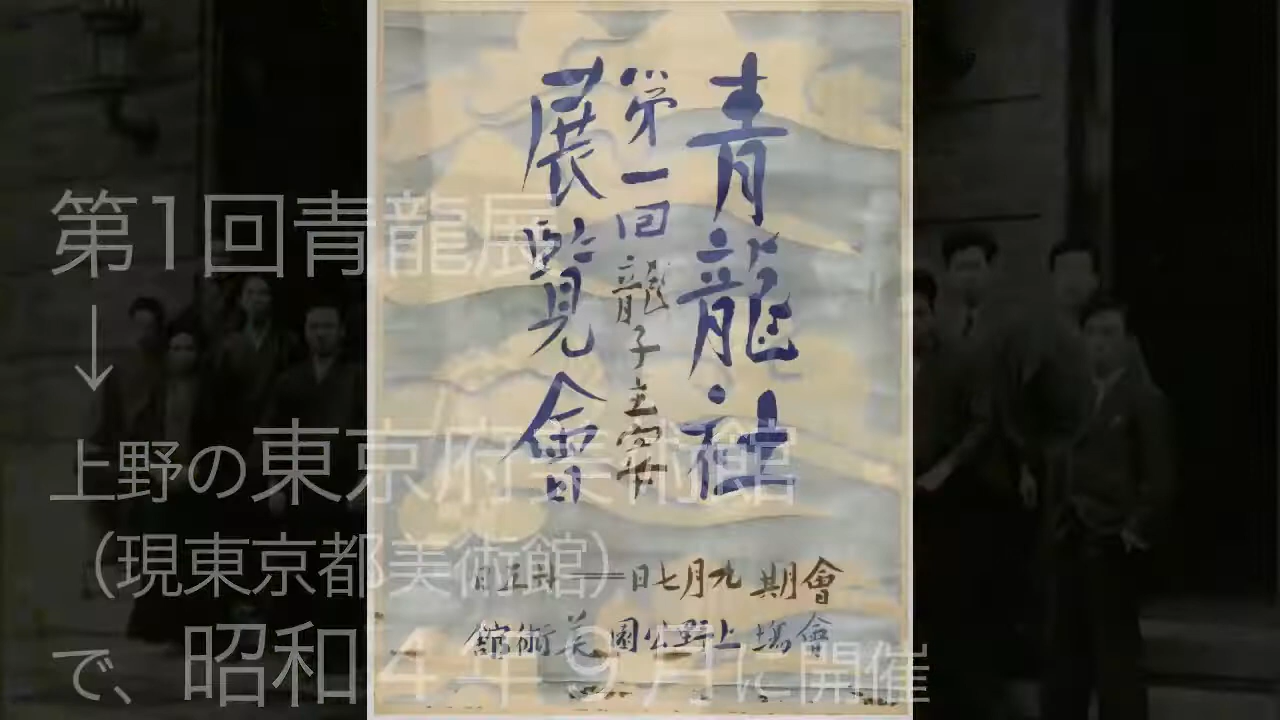 第1回青龍展
↓
上野の東京府美術館
（現東京都美術館）
で、昭和4年9月に開催
青龍社
第一回龍子主宰
展覧會
會期九月七日——廿五日
會場上野公園美術館